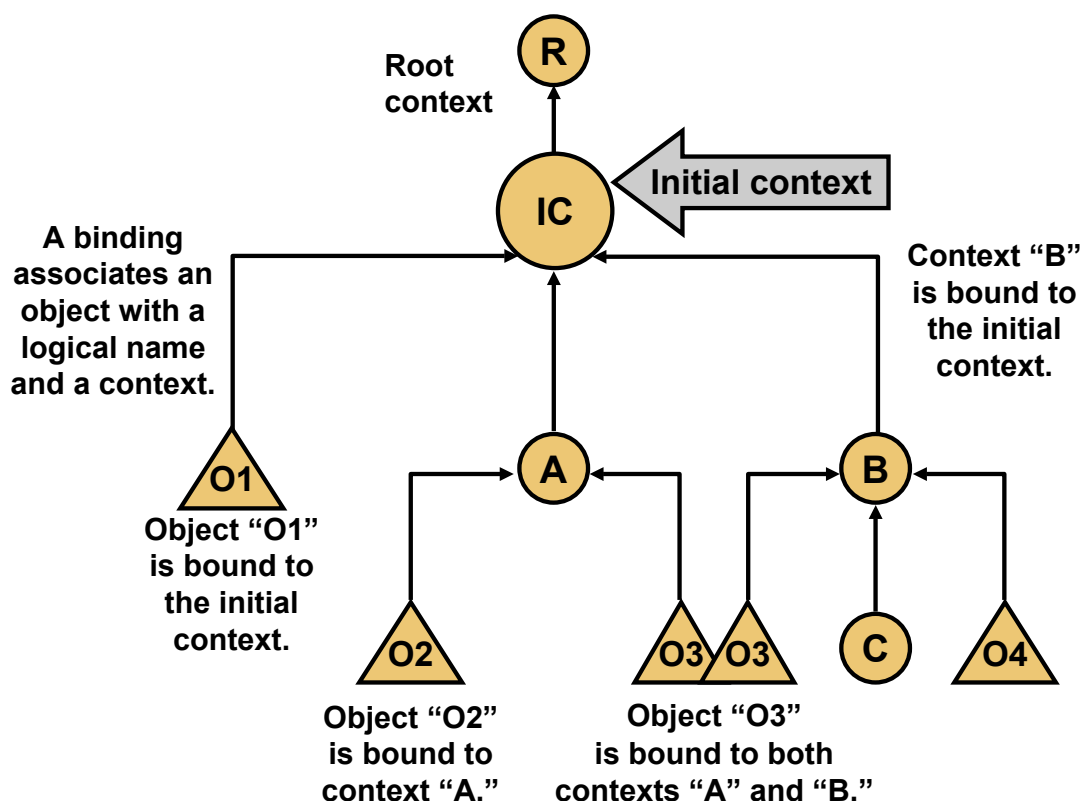 R
Root
context
IC
Initial context
A binding
associates an
object with a
logical name
and a context.
Context “B”
is bound to
the initial
context.
O1
A
B
Object “O1”
is bound to
the initial
context.
O2
O3
O3
C
O4
Object “O2”
is bound to
context “A.”
Object “O3”
is bound to both
contexts “A” and “B.”